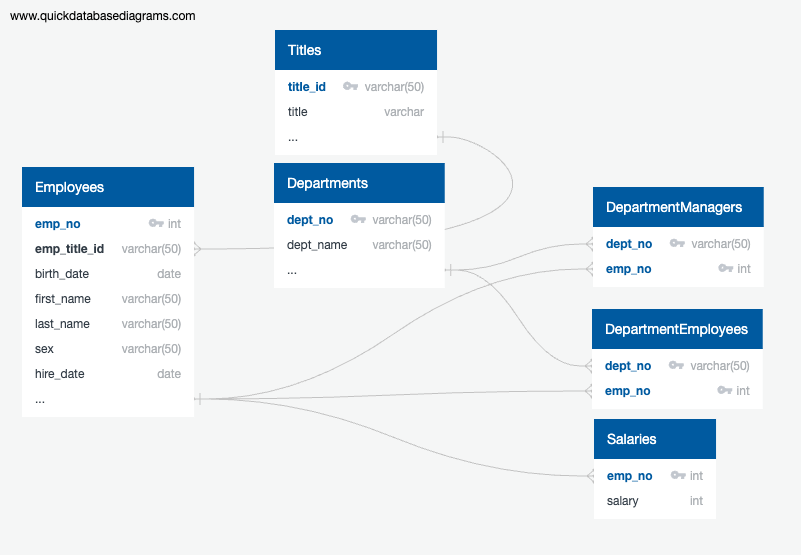 www.quickdatabasediagrams.com
Titles
title_id varchar(50)
title varchar
...
Employees
emp_no int
emp_title_id varchar(50)
birth_date date
first_name varchar(50)
last_name varchar(50)
sex varchar(50)
hire_date date
...
Departments
dept_no varchar(50)
dept_name varchar(50)
...
DepartmentManagers
dept_no varchar(50)
emp_no int
DepartmentEmployees
dept_no varchar(50)
emp_no int
Salaries
emp_no int
salary int